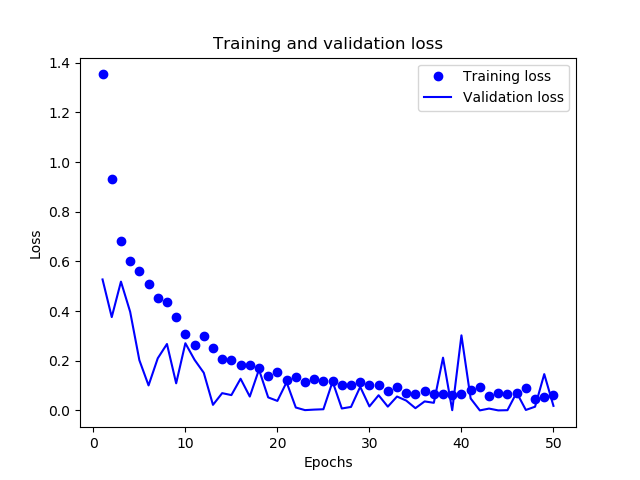 Training and validation loss
1.4
1.2
1.0
0.8
0.6
0.4
0.2
0.0
Loss
Training loss
Validation loss
0 10 20 30 40 50
Epochs